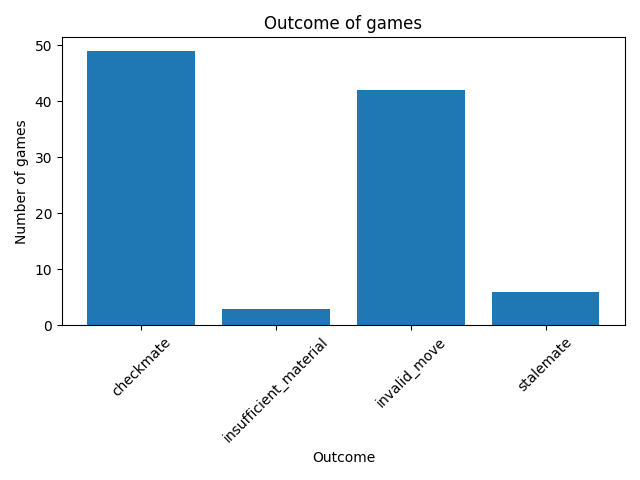 Outcome of games
Number of games
50
40
30
20
10
0
checkmate
insufficient_material
invalid_move
stalemate
Outcome